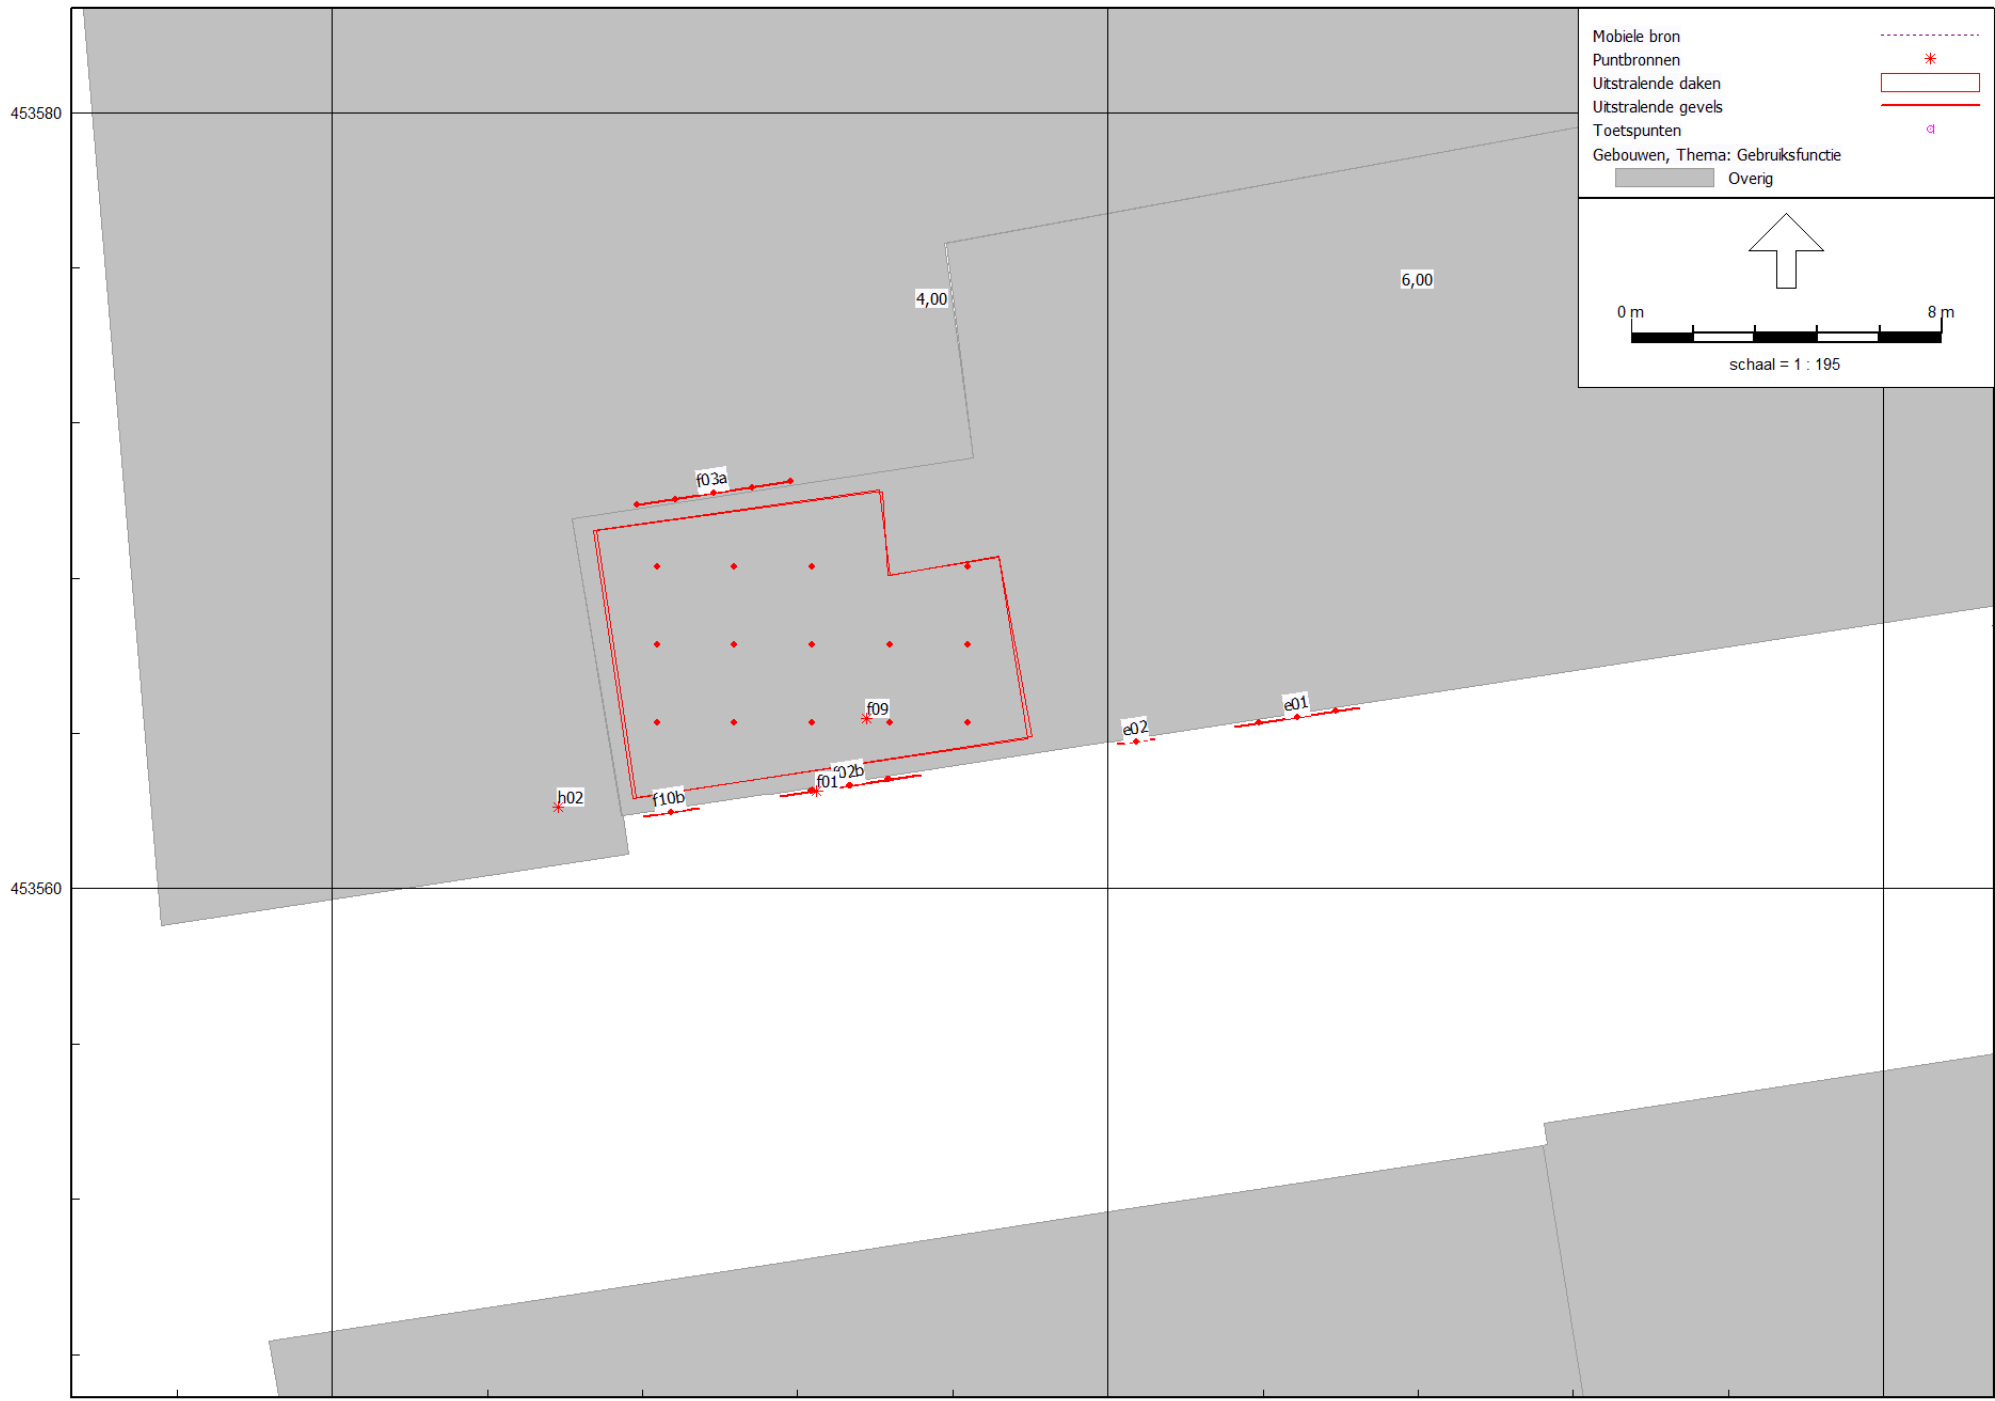 Mobiele bron
Puntbronnen
Uitstralende daken
Uitstralende gevels
Toetspunten
Gebouwen, Thema: Gebruiksfunctie
Overig
0 m 8 m
schaal = 1 : 195
453580
4,00
6,00
f03a
f09
e01
e02
f02b
f01
f10b
h02
453560